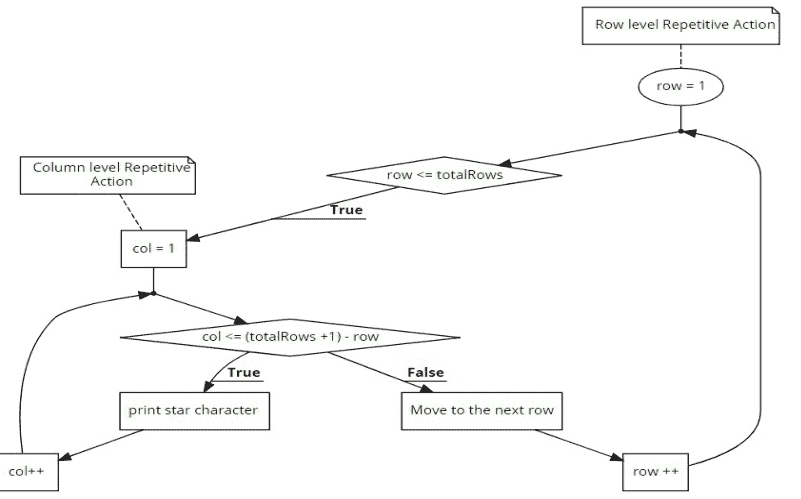 Row level Repetitive Action
row = 1
row <= totalRows
Column level Repetitive
Action
True
col = 1
col <= (totalRows +1) - row
True
False
print star character
Move to the next row
col++
row ++